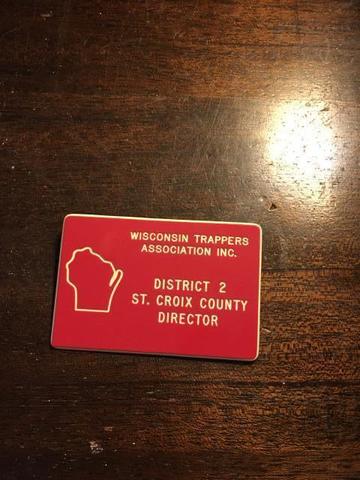 WISCONSIN TRAPPERS
ASSOCIATION INC.
DISTRICT 2
ST. CROIX COUNTY
DIRECTOR